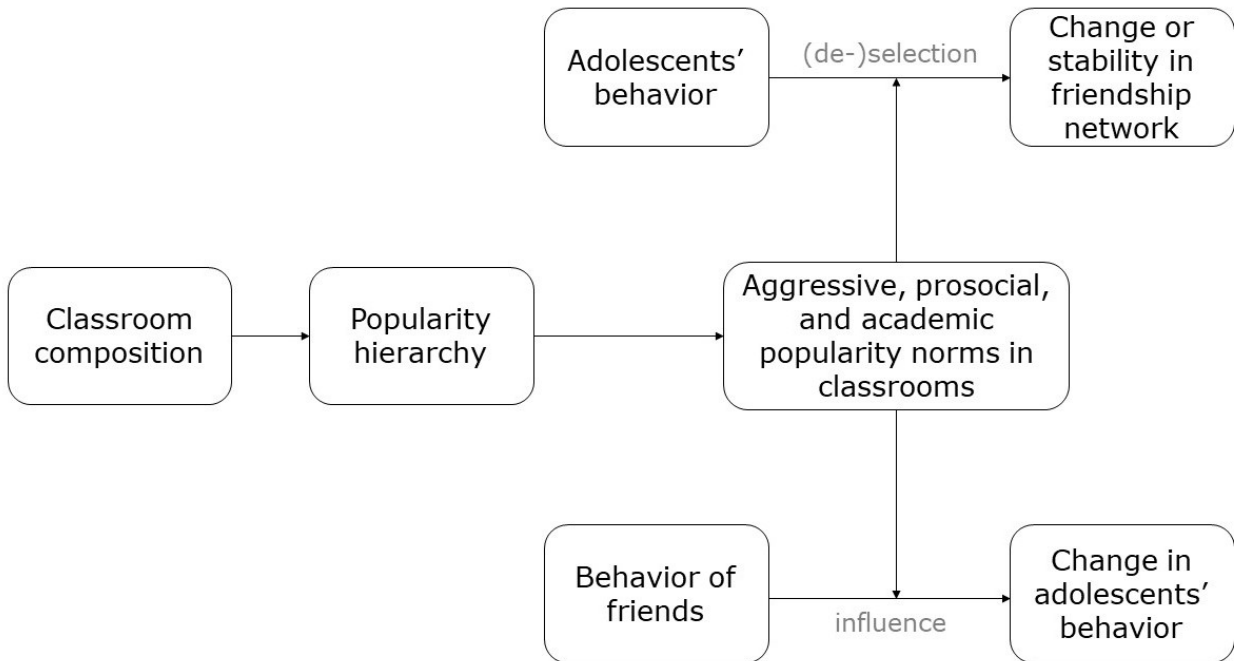 Adolescents’
behavior
(de-)selection
Change or
stability in
friendship
network
Classroom
composition
Popularity
hierarchy
Aggressive, prosocial,
and academic
popularity norms in
classrooms
Behavior of
friends
influence
Change in
adolescents’
behavior